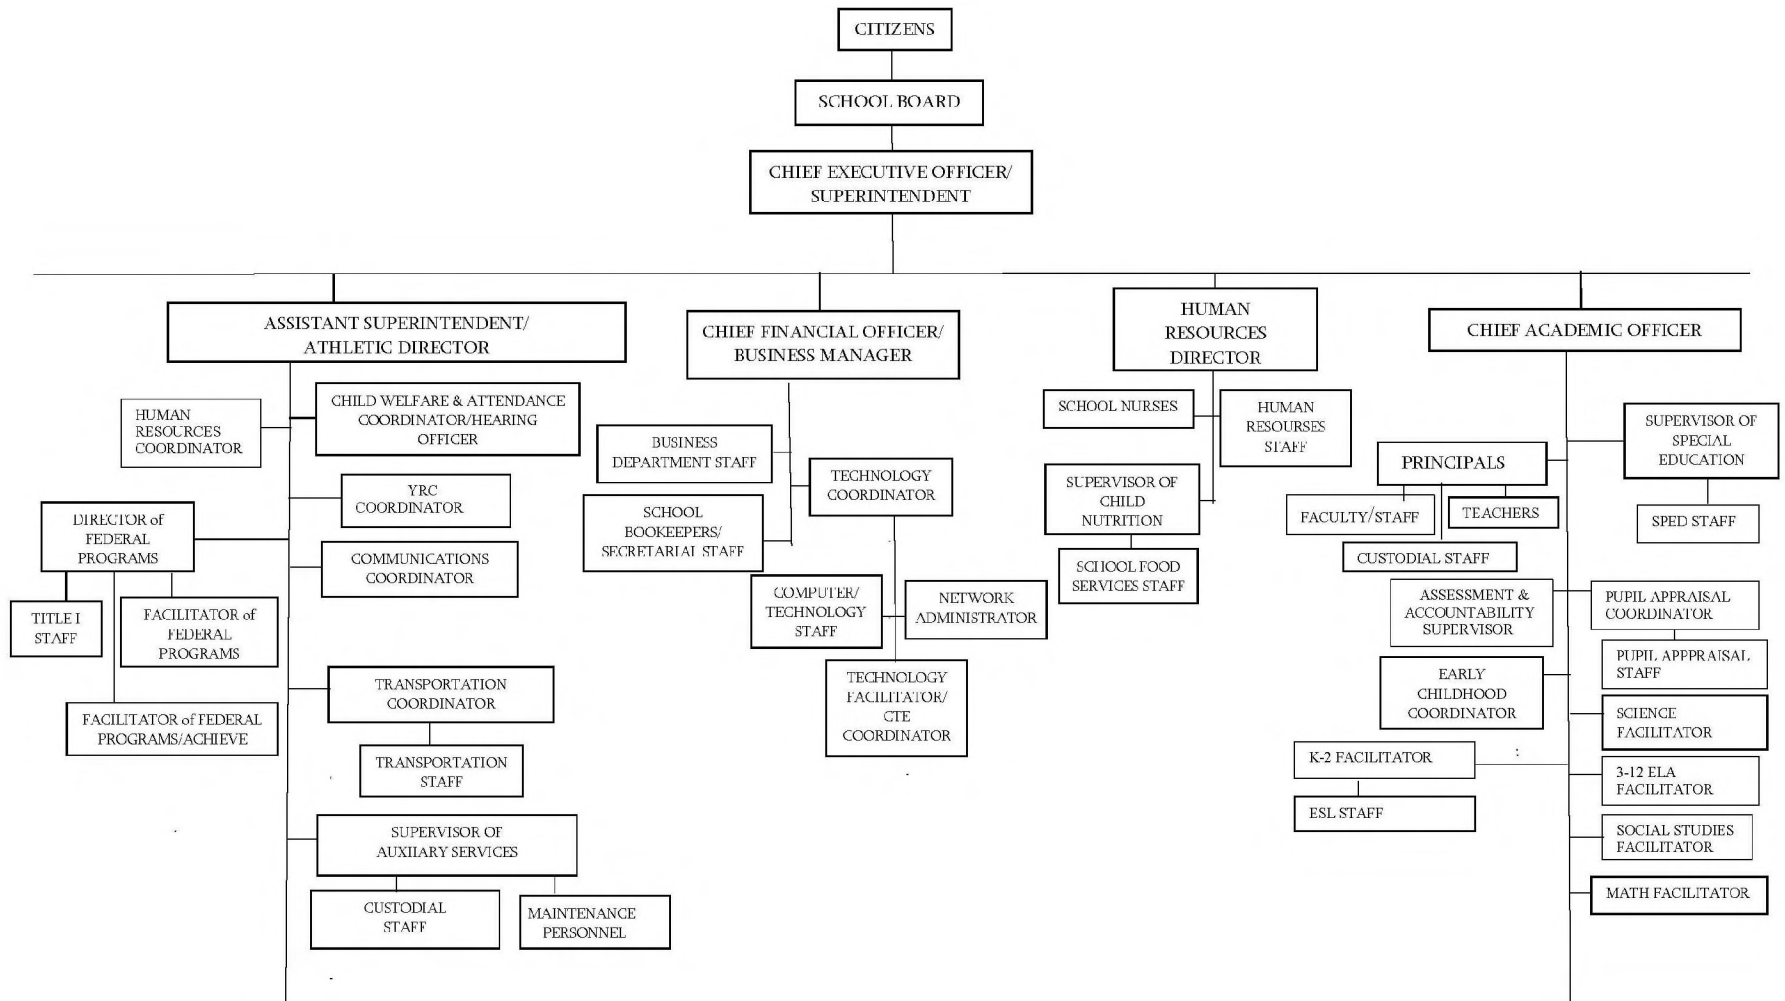 CITIZENS
SCHOOL BOARD
CHIEF EXECUTIVE OFFICER/
SUPERINTENDENT
ASSISTANT SUPERINTENDENT/
ATHLETIC DIRECTOR
HUMAN
RESOURCES
COORDINATOR
CHILD WELFARE & ATTENDANCE
COORDINATOR/HEARING
OFFICER
YRC
COORDINATOR
DIRECTOR of
FEDERAL
PROGRAMS
COMMUNICATIONS
COORDINATOR
TITLE I
STAFF
FACILITATOR of
FEDERAL
PROGRAMS
FACILITATOR of FEDERAL
PROGRAMS/ACHIEVE
TRANSPORTATION
COORDINATOR
TRANSPORTATION
STAFF
SUPERVISOR OF
AUXIIARY SERVICES
CUSTODIAL
STAFF
MAINTENANCE
PERSONNEL
CHIEF FINANCIAL OFFICER/
BUSINESS MANAGER
BUSINESS
DEPARTMENT STAFF
TECHNOLOGY
COORDINATOR
SCHOOL
BOOKEEPERS/
SECRETARIAL STAFF
COMPUTER/
TECHNOLOGY
STAFF
NETWORK
ADMINISTRATOR
TECHNOLOGY
FACILITATOR/
CTE
COORDINATOR
HUMAN
RESOURCES
DIRECTOR
SCHOOL NURSES
HUMAN
RESOURSES
STAFF
SUPERVISOR OF
CHILD
NUTRITION
SCHOOL FOOD
SERVICES STAFF
CHIEF ACADEMIC OFFICER
PRINCIPALS
FACULTY/STAFF
TEACHERS
CUSTODIAL STAFF
SUPERVISOR OF
SPECIAL
EDUCATION
SPED STAFF
ASSESSMENT &
ACCOUNTABILITY
SUPERVISOR
PUPIL APPRAISAL
COORDINATOR
PUPIL APPPRAISAL
STAFF
EARLY
CHILDHOOD
COORDINATOR
SCIENCE
FACILITATOR
K-2 FACILITATOR
ESL STAFF
3-12 ELA
FACILITATOR
SOCIAL STUDIES
FACILITATOR
MATH FACILITATOR